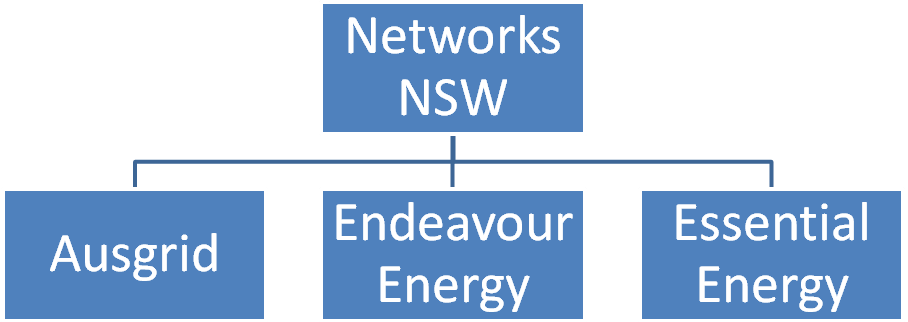 Networks
NSW
Ausgrid
Endeavour
Energy
Essential
Energy